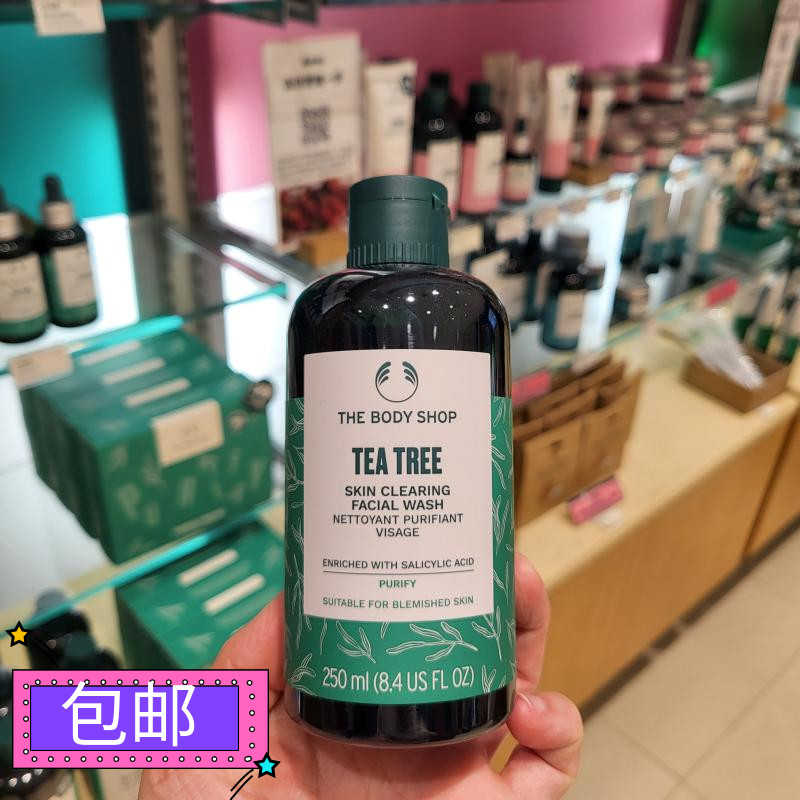 THE BODY SHOP
TEA TREE
SKIN CLEARING
FACIAL WASH
NETTOYANT PURIFIANT
VISAGE
ENRICHED WITH SALICYLIC ACID
PURIFY
SUITABLE FOR BLEMISHED SKIN
250 ml (8.4 US FL OZ)
包邮